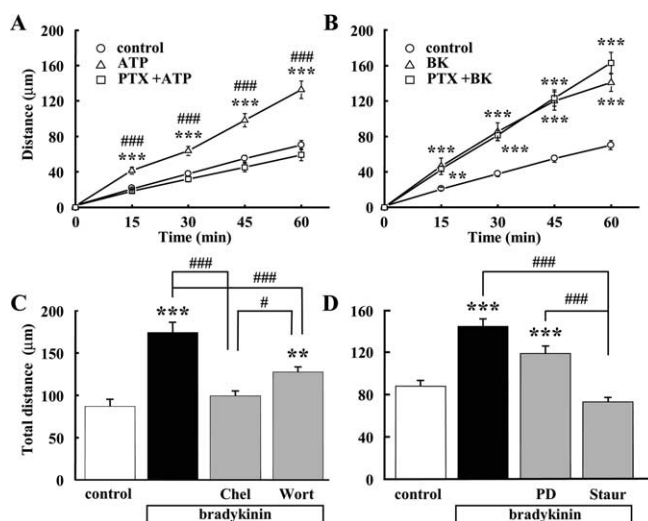 A
B
200
160
120
80
40
0
Distance (μm)
control
ATP
PTX +ATP
###
***
###
***
###
***
###
***
0 15 30 45 60
Time (min)
200
160
120
80
40
0
control
BK
PTX +BK
***
**
***
***
***
***
***
***
0 15 30 45 60
Time (min)
C
D
200
150
100
50
0
Total distance (μm)
###
###
#
***
**
control Chel Wort
bradykinin
160
120
80
40
0
###
###
***
***
control PD Staur
bradykinin